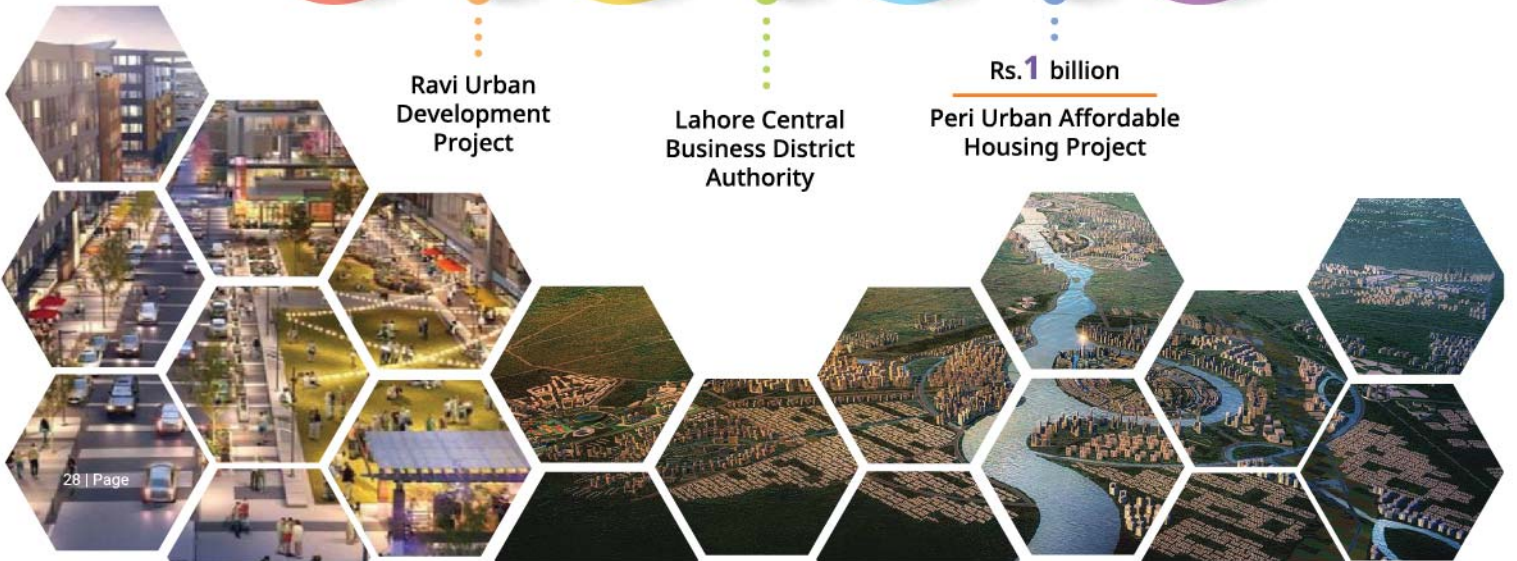 Ravi Urban
Development
Project
Lahore Central
Business District
Authority
Rs.1 billion
Peri Urban Affordable
Housing Project
28 | Page